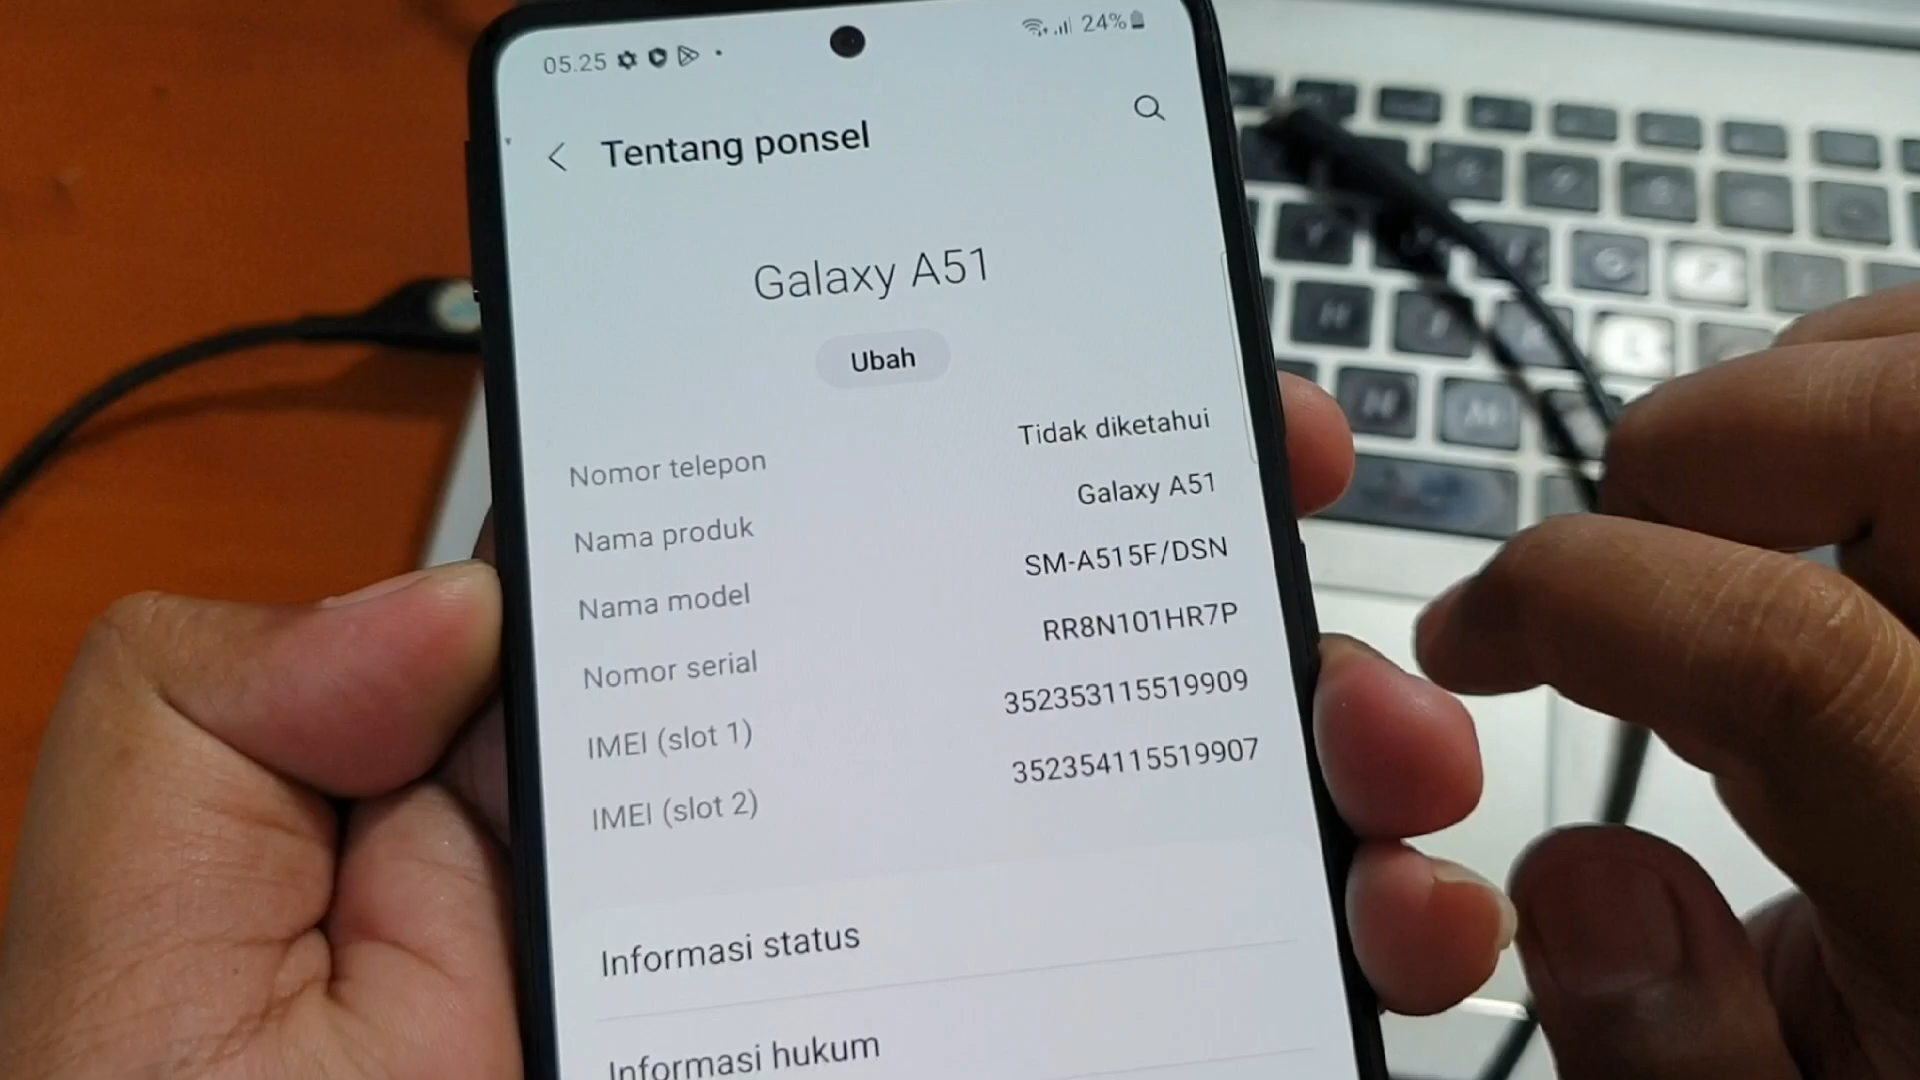 05.25
24%
Tentang ponsel
Galaxy A51
Ubah
Nomor telepon Tidak diketahui
Nama produk Galaxy A51
Nama model SM-A515F/DSN
Nomor serial RR8N101HR7P
IMEI (slot 1) 352353115519909
IMEI (slot 2) 352354115519907
Informasi status
Informasi hukum